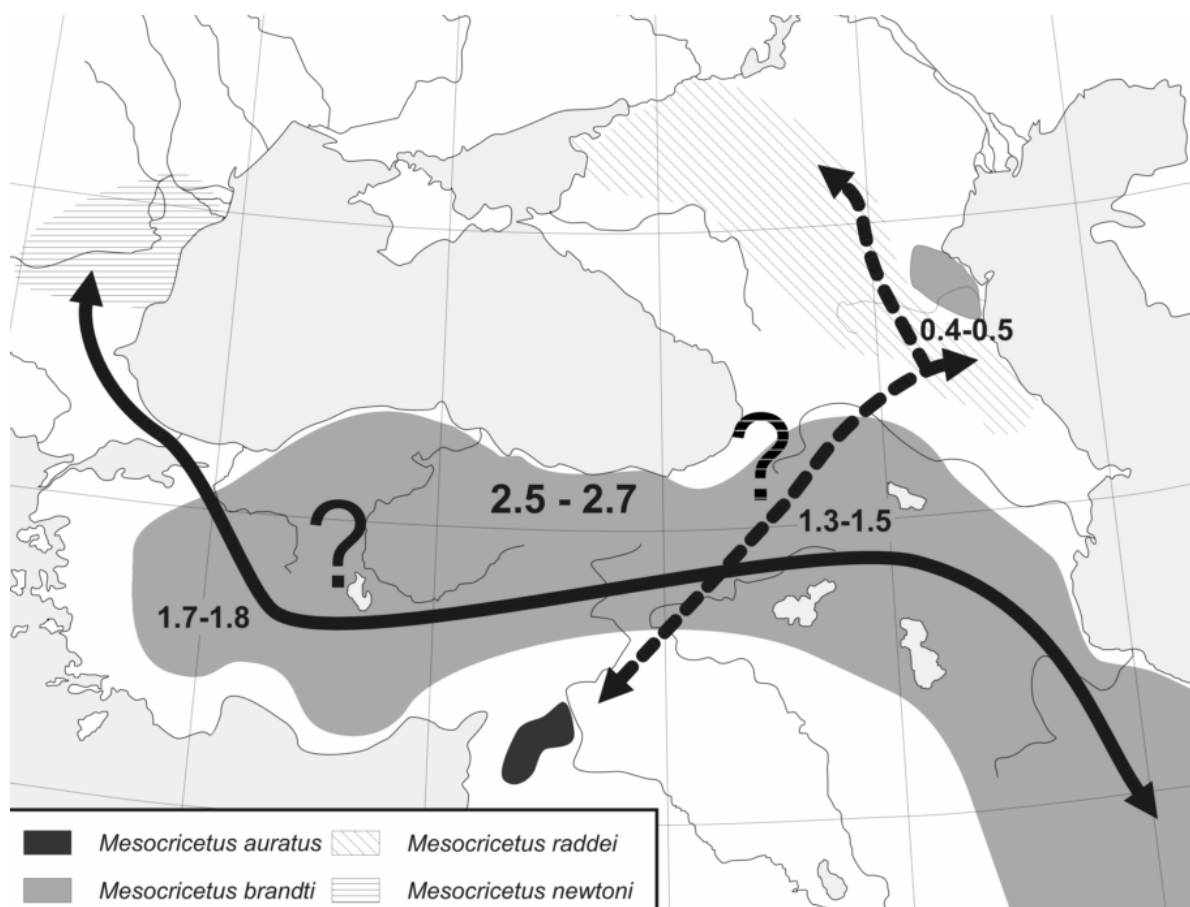 0.4-0.5
?
2.5 - 2.7
?
1.3-1.5
1.7-1.8
Mesocricetus auratus
Mesocricetus raddei
Mesocricetus brandti
Mesocricetus newtoni